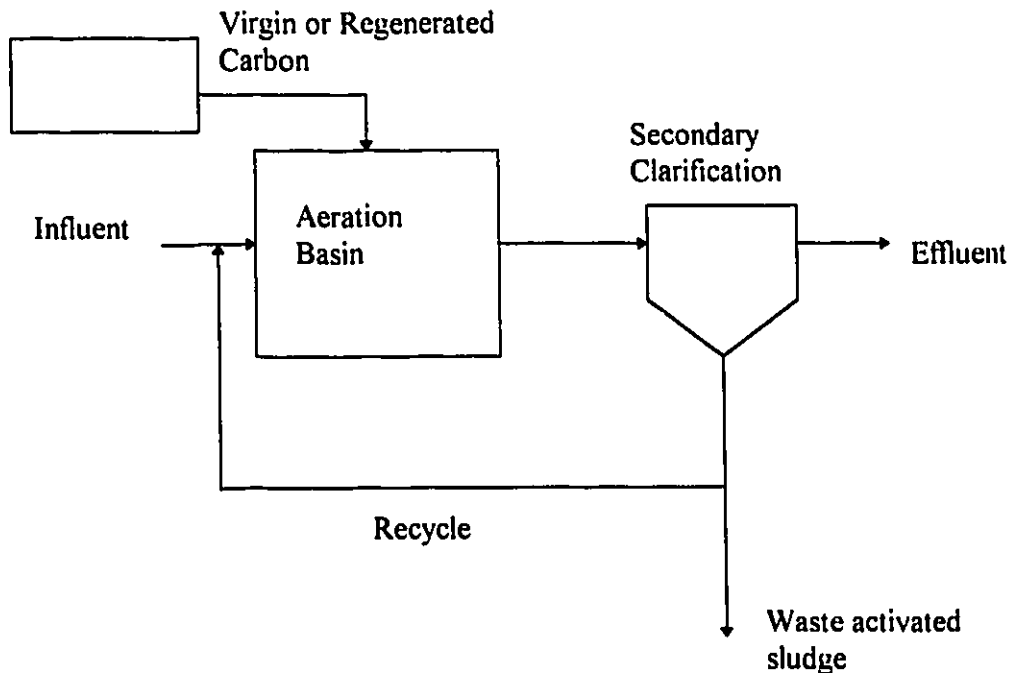 Virgin or Regenerated
Carbon
Secondary
Clarification
Aeration
Basin
Influent
Effluent
Recycle
Waste activated
sludge